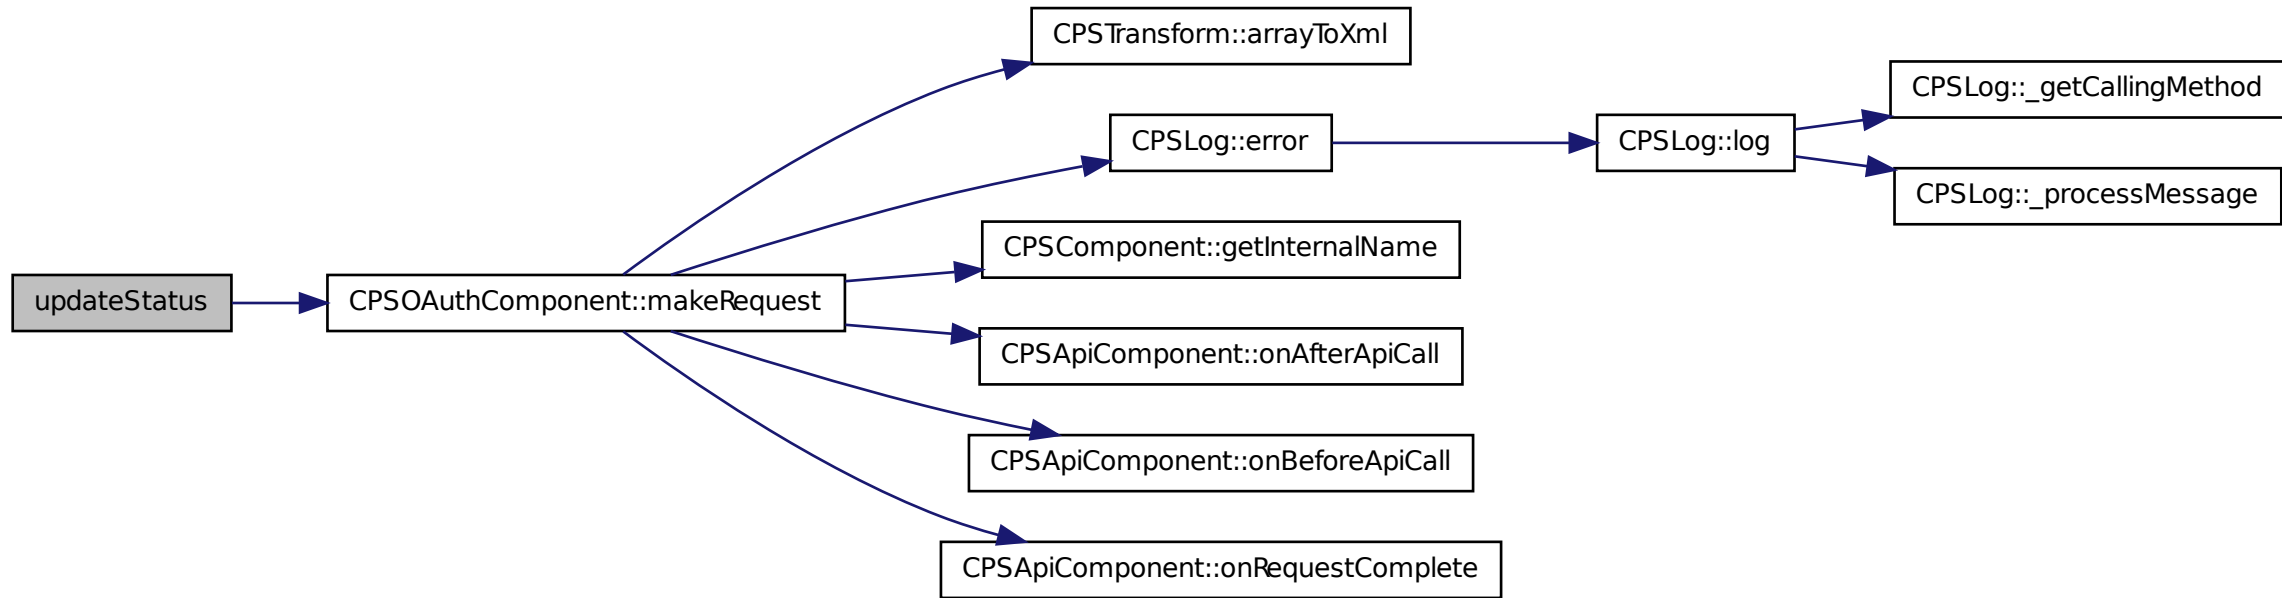 updateStatus
CPSOAuthComponent::makeRequest
CPSTransform::arrayToXml
CPSLog::error
CPSComponent::getInternalName
CPSApiComponent::onAfterApiCall
CPSApiComponent::onBeforeApiCall
CPSApiComponent::onRequestComplete
CPSLog::log
CPSLog::_getCallingMethod
CPSLog::_processMessage